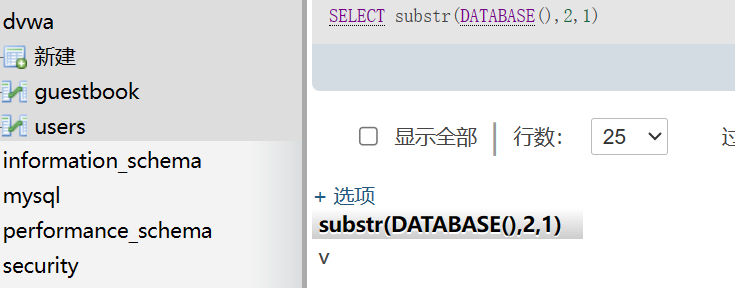 dvwa
新建
guestbook
users
information_schema
mysql
performance_schema
security
SELECT substr(DATABASE(),2,1)
显示全部 行数： 25
+ 选项
substr(DATABASE(),2,1)
v